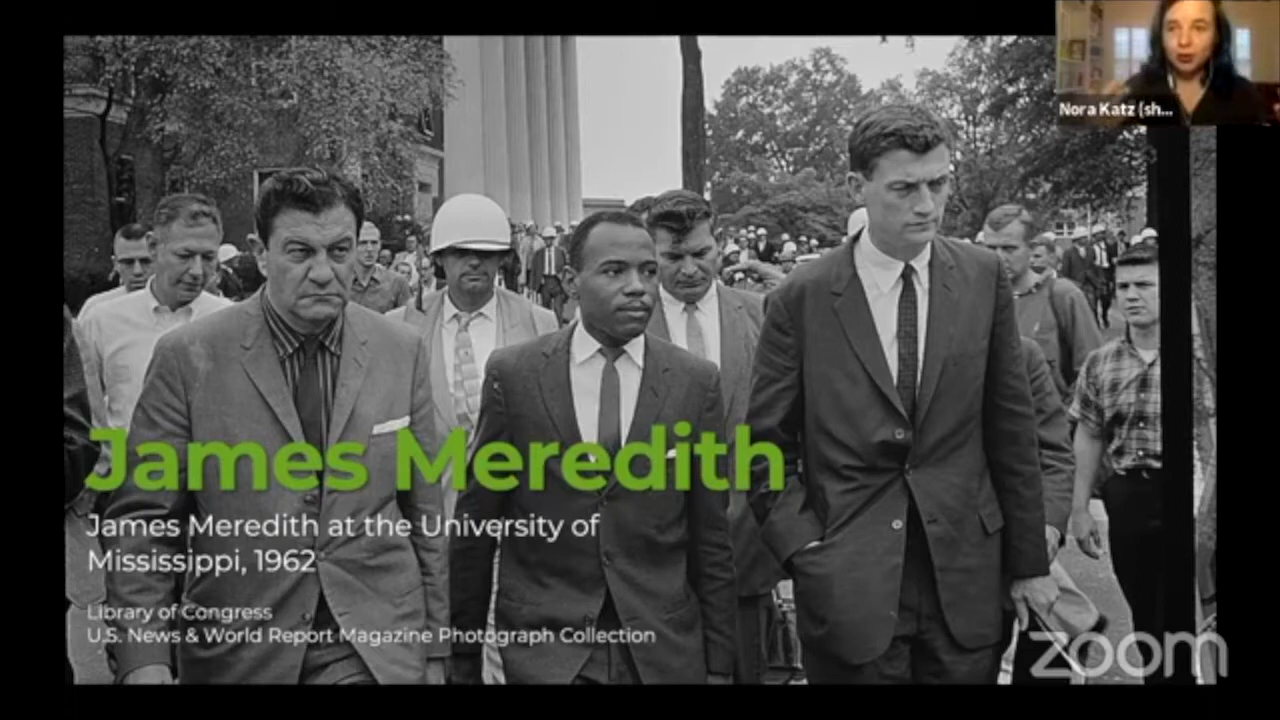 Nora Katz (sh...
James Meredith
James Meredith at the University of
Mississippi, 1962
Library of Congress
U.S. News & World Report Magazine Photograph Collection
zoom